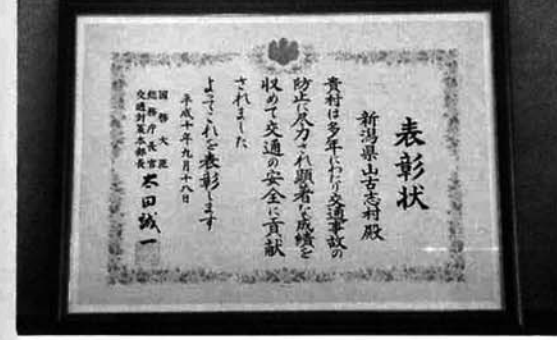 表彰状
新潟県山古志村殿
貴村は多年にわたり交通事故の
防止に尽力され顕著な成績を
収めて交通の安全に貢献
されました
よってこれを表彰します
平成十年九月十八日
国務大臣
総務庁長官
交通対策本部長
太田誠一